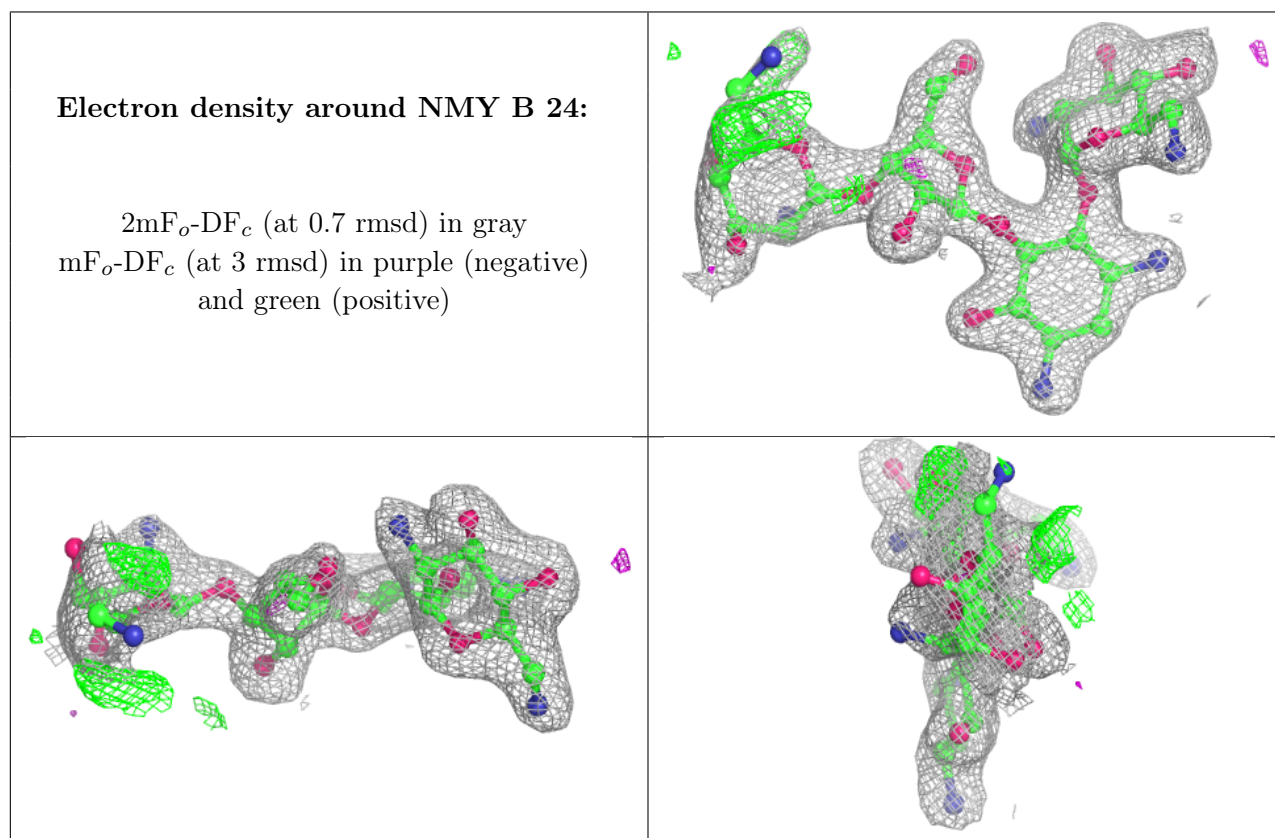 Electron density around NMY B 24:
2mFo-DFc (at 0.7 rmsd) in gray
mFo-DFc (at 3 rmsd) in purple (negative)
and green (positive)